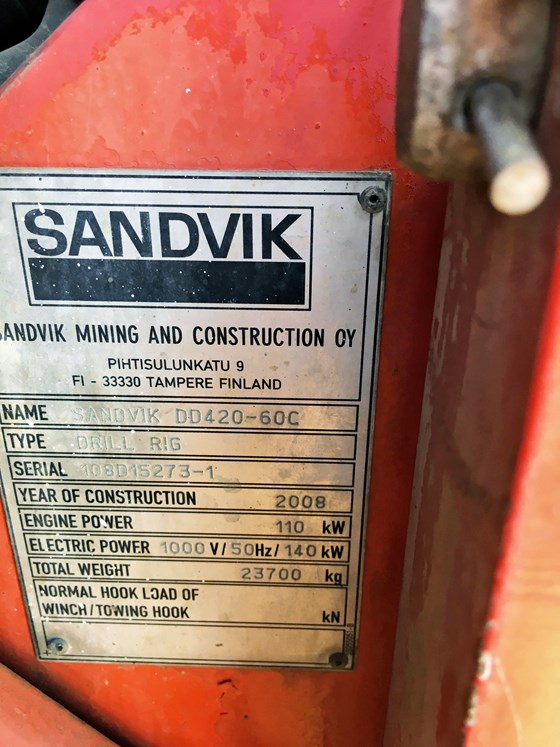 SANDVIK
SANDVIK MINING AND CONSTRUCTION OY
PIHTISULUNKATU 9
FI - 33330 TAMPERE FINLAND
NAME SANDVIK DD420-60C
TYPE DRILL RIG
SERIAL 108D15273-1
YEAR OF CONSTRUCTION 2008
ENGINE POWER 110 kW
ELECTRIC POWER 1000 V/50Hz/140 kW
TOTAL WEIGHT 23700 kg
NORMAL HOOK LOAD OF
WINCH/TOWING HOOK kN